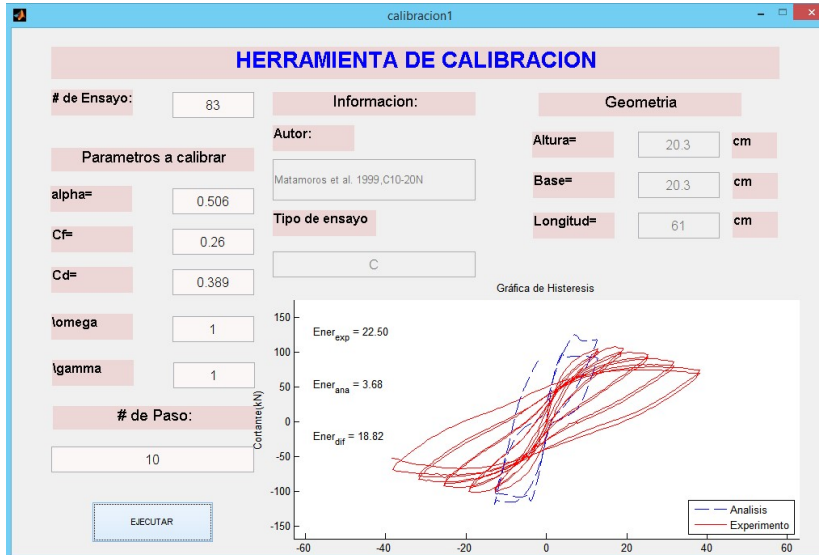 calibracion1
HERRAMIENTA DE CALIBRACION
# de Ensayo:
83
Parametros a calibrar
alpha=
0.506
Cf=
0.26
Cd=
0.389
\omega
1
\gamma
1
# de Paso:
10
EJECUTAR
Informacion:
Autor:
Matamoros et al. 1999,C10-20N
Tipo de ensayo
C
Geometria
Altura=
20.3
cm
Base=
20.3
cm
Longitud=
61
cm
Gráfica de Histeresis
Cortante(kN)
150
100
50
0
-50
-100
-150
Ener_exp = 22.50
Ener_ana = 3.68
Ener_dif = 18.82
-60
-40
-20
0
20
40
60
Analisis
Experimento